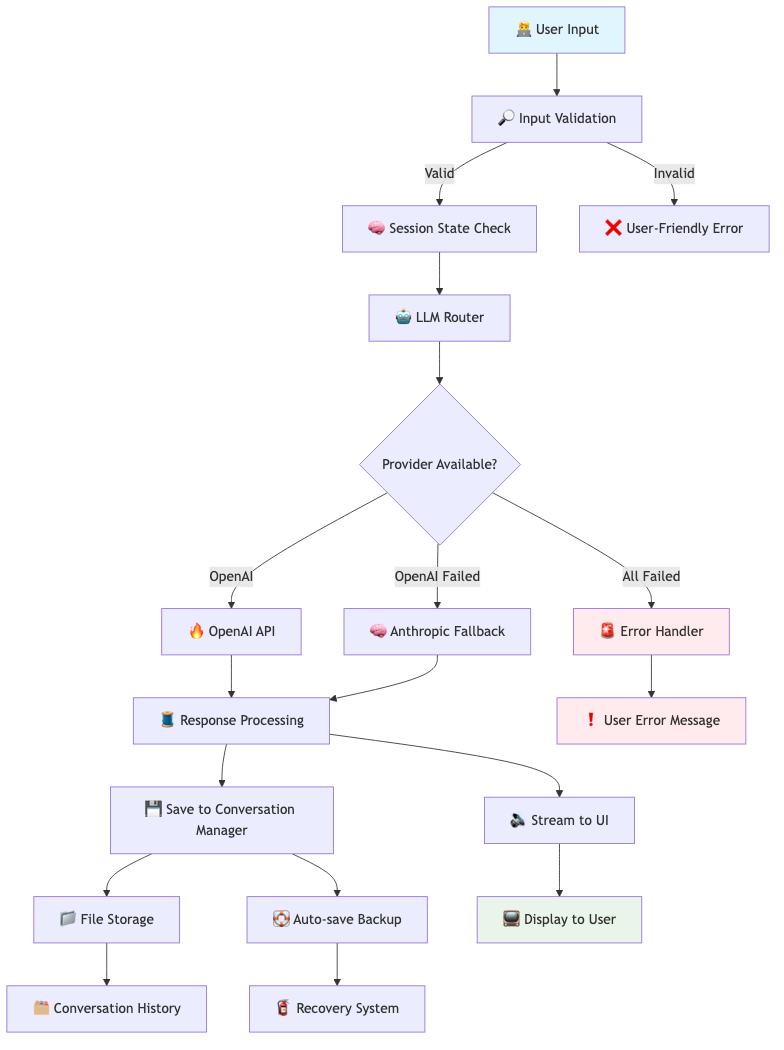 User Input
Input Validation
Valid
Invalid
Session State Check
User-Friendly Error
LLM Router
Provider Available?
OpenAI
OpenAI Failed
All Failed
OpenAI API
Anthropic Fallback
Error Handler
Response Processing
User Error Message
Save to Conversation
Manager
Stream to UI
File Storage
Auto-save Backup
Display to User
Conversation History
Recovery System